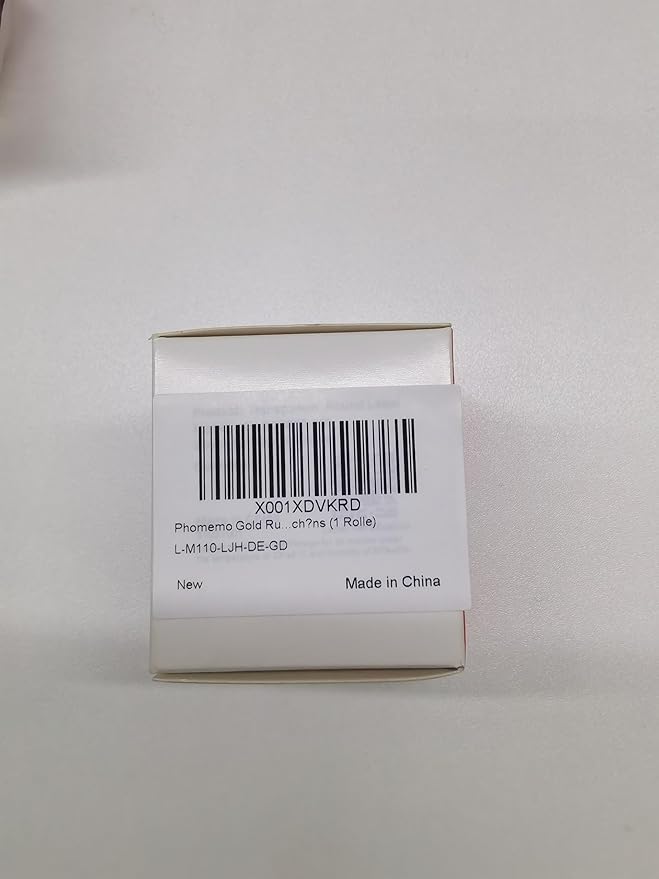 X001XDVKRD
Phomemo Gold Ru...ch?ns (1 Rolle)
L-M110-LJH-DE-GD
New
Made in China